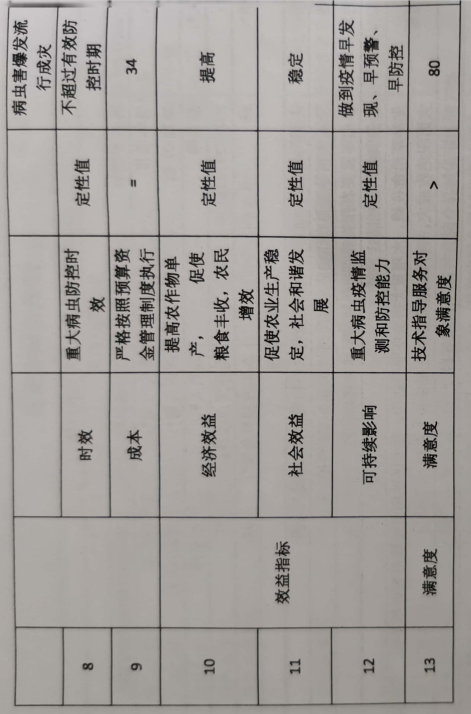 病虫害爆发流
行成灾
8 时效 重大病虫防控时 定性值 不超过有效防
效 控时期
9 成本 严格按照预算资 = 34
金管理制度执行
10 效益指标 经济效益 提高农作物单 定性值 提高
产, 促使
粮食丰收,农民
增效
11 社会效益 促使农业生产稳 定性值 稳定
定,社会和谐发
展
12 可持续影响 重大病虫疫情监 定性值 做到疫情早发
测和防控能力 现、早预警、
早防控
13 满意度 满意度 技术指导服务对 > 80
象满意度